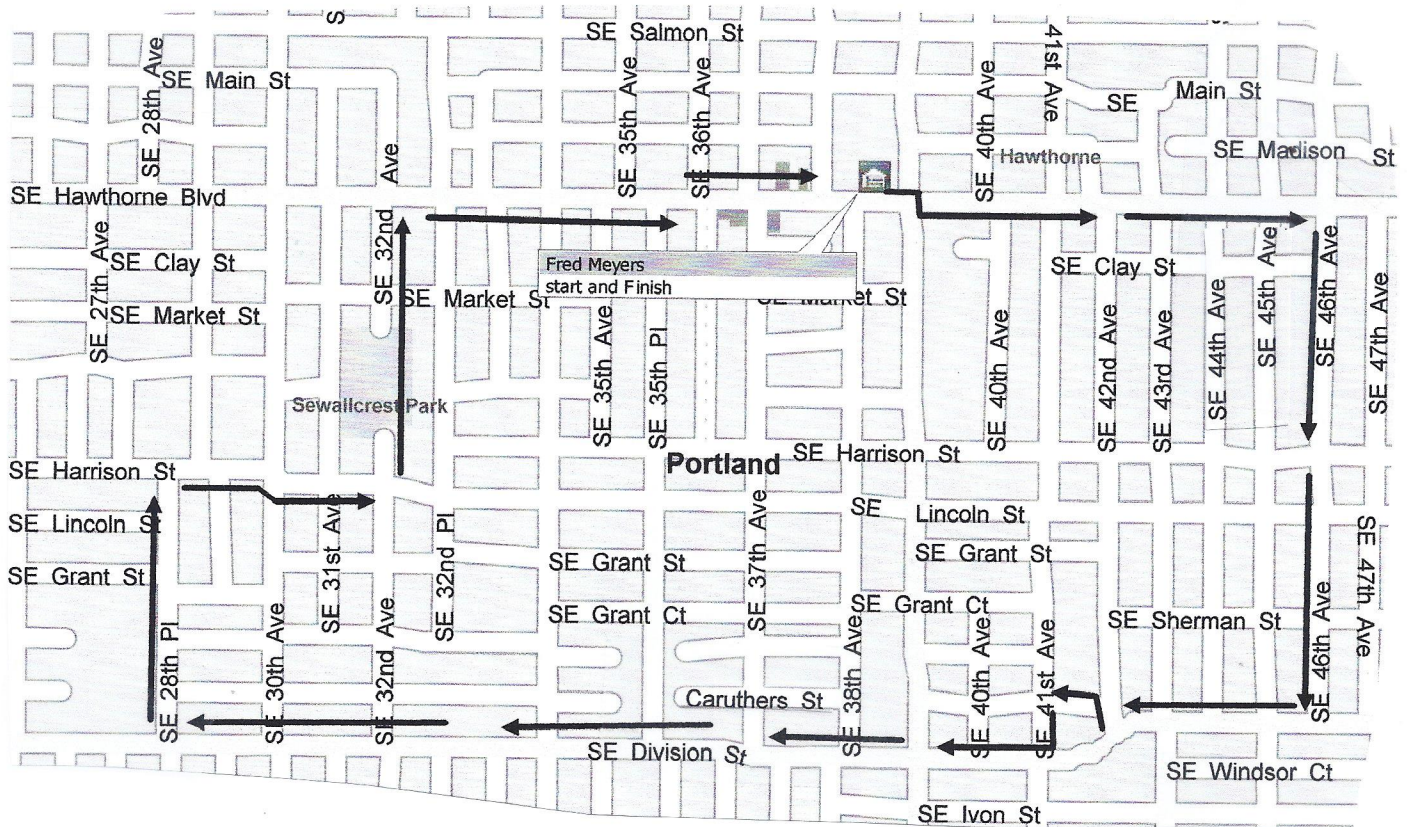 S
SE Salmon St
41st Ave
SE 28th Ave
SE Main St
SE 35th Ave
SE 36th Ave
SE 40th Ave
SE
Main St
Hawthorne
SE Madison St
SE Hawthorne Blvd
SE 32nd Ave
SE 27th Ave
SE Clay St
SE Market St
SE Market St
Fred Meyers
start and Finish
SE Market St
SE Clay St
SE 45th Ave
SE 46th Ave
SE 44th Ave
SE 47th Ave
SE 35th Ave
SE 35th Pl
SE 40th Ave
SE 42nd Ave
SE 43rd Ave
Sewallcrest Park
SE Harrison St
Portland
SE Harrison St
SE Lincoln St
SE 31st Ave
SE 32nd Pl
SE 37th Ave
SE
Lincoln St
SE 47th Ave
SE Grant St
SE Grant St
SE Grant St
SE Grant Ct
SE Grant Ct
SE Sherman St
SE 28th Pl
SE 30th Ave
SE 32nd Ave
SE 38th Ave
SE 40th Ave
SE 41st Ave
SE 46th Ave
Caruthers St
SE Division St
SE Windsor Ct
SE Ivon St